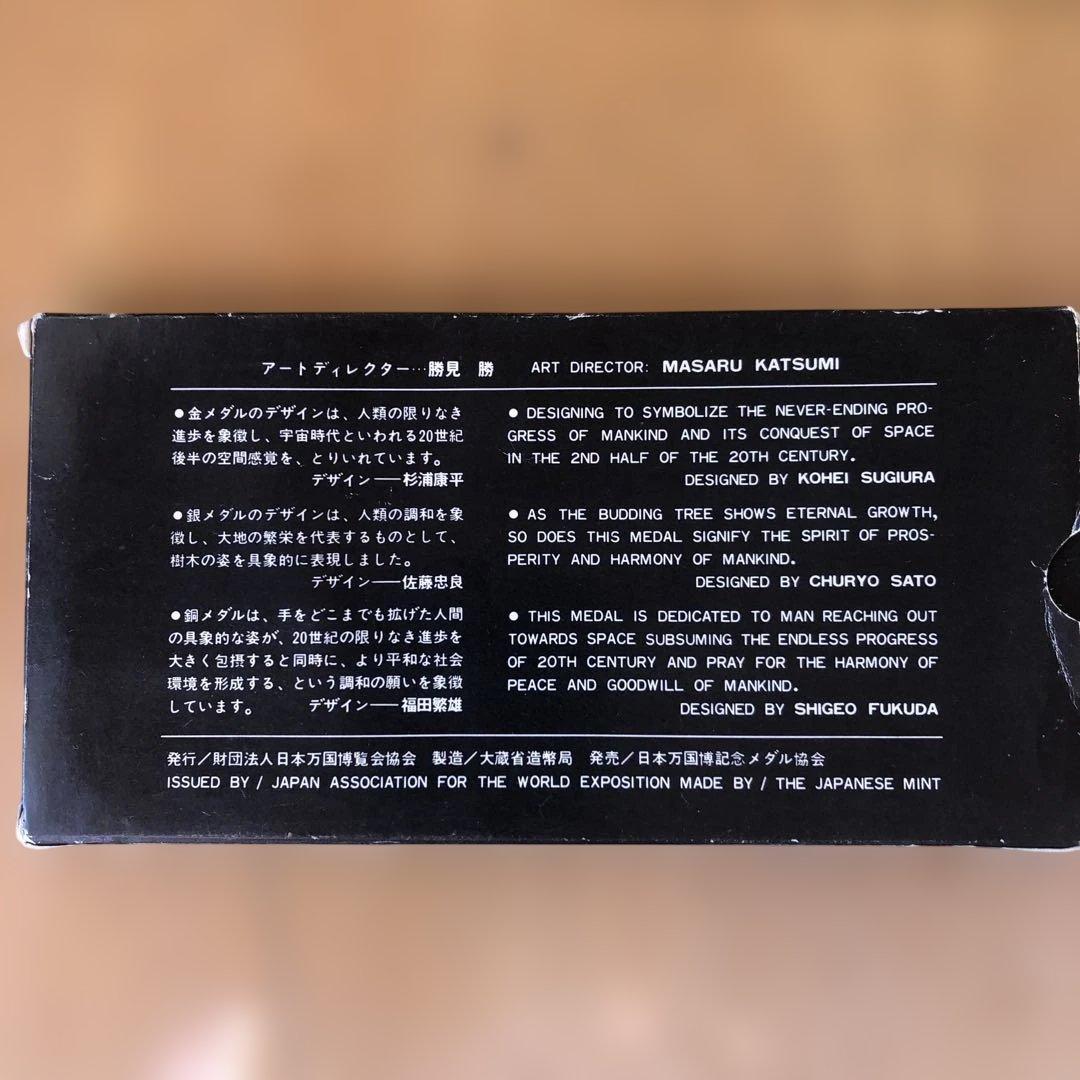 アートディレクター…勝見 勝 ART DIRECTOR: MASARU KATSUMI
●金メダルのデザインは、人類の限りなき
進歩を象徴し、宇宙時代といわれる20世紀
後半の空間感覚を、とりいれています。
デザイン──杉浦康平
●銀メダルのデザインは、人類の調和を象
徴し、大地の繁栄を代表するものとして、
樹木の姿を具象的に表現しました。
デザイン──佐藤忠良
●銅メダルは、手をどこまでも拡げた人間
の具象的な姿が、20世紀の限りなき進歩を
大きく包摂すると同時に、より平和な社会
環境を形成する、という調和の願いを象徴
しています。 デザイン──福田繁雄
● DESIGNING TO SYMBOLIZE THE NEVER-ENDING PRO-
GRESS OF MANKIND AND ITS CONQUEST OF SPACE
IN THE 2ND HALF OF THE 20TH CENTURY.
DESIGNED BY KOHEI SUGIURA
● AS THE BUDDING TREE SHOWS ETERNAL GROWTH,
SO DOES THIS MEDAL SIGNIFY THE SPIRIT OF PROS-
PERITY AND HARMONY OF MANKIND.
DESIGNED BY CHURYO SATO
● THIS MEDAL IS DEDICATED TO MAN REACHING OUT
TOWARDS SPACE SUBSUMING THE ENDLESS PROGRESS
OF 20TH CENTURY AND PRAY FOR THE HARMONY OF
PEACE AND GOODWILL OF MANKIND.
DESIGNED BY SHIGEO FUKUDA
発行／財団法人日本万国博覧会協会 製造／大蔵省造幣局 発売／日本万国博記念メダル協会
ISSUED BY / JAPAN ASSOCIATION FOR THE WORLD EXPOSITION MADE BY / THE JAPANESE MINT